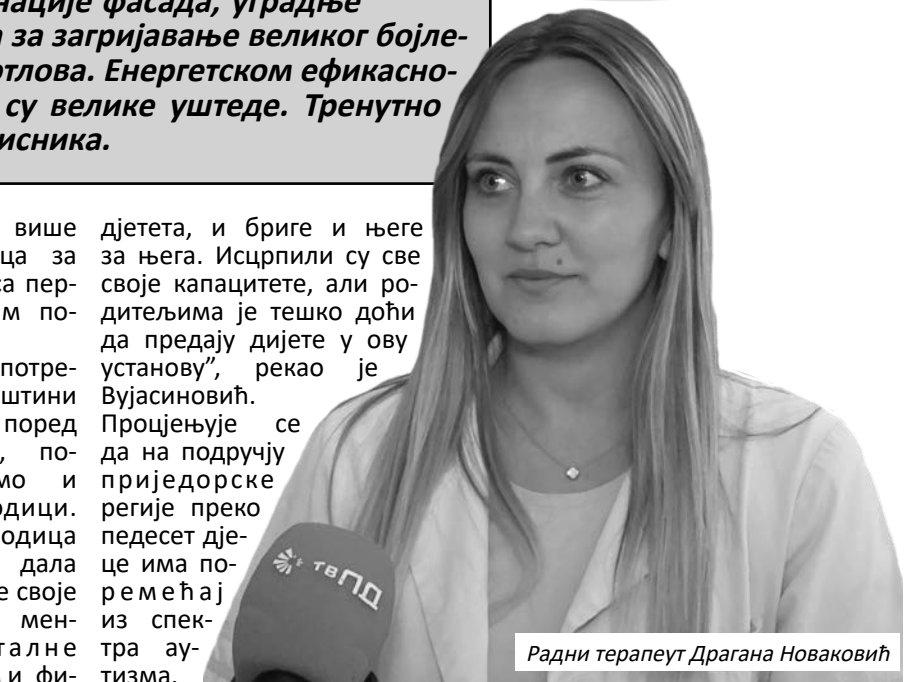 нације фасада, уградње
а за загријавање великог бојле-
отлова. Енергетском ефикасно-
су велике уштеде. Тренутно
исника.
више
ца за
са пер-
м по-
потре-
штини
поред
, по-
мо и
одици.
одица
дала
е своје
мен-
талне
и фи-
дјетета, и бриге и његе
за њега. Исцрпили су све
своје капацитете, али ро-
дитељима је тешко доћи
да предају дијете у ову
установу”, рекао је
Вујасиновић.
Процјењује се
да на подручју
приједорске
регије преко
педесет дје-
це има по-
ремећај
из спек-
тра ау-
тизма.
твПД
Радни терапеут Драгана Новаковић